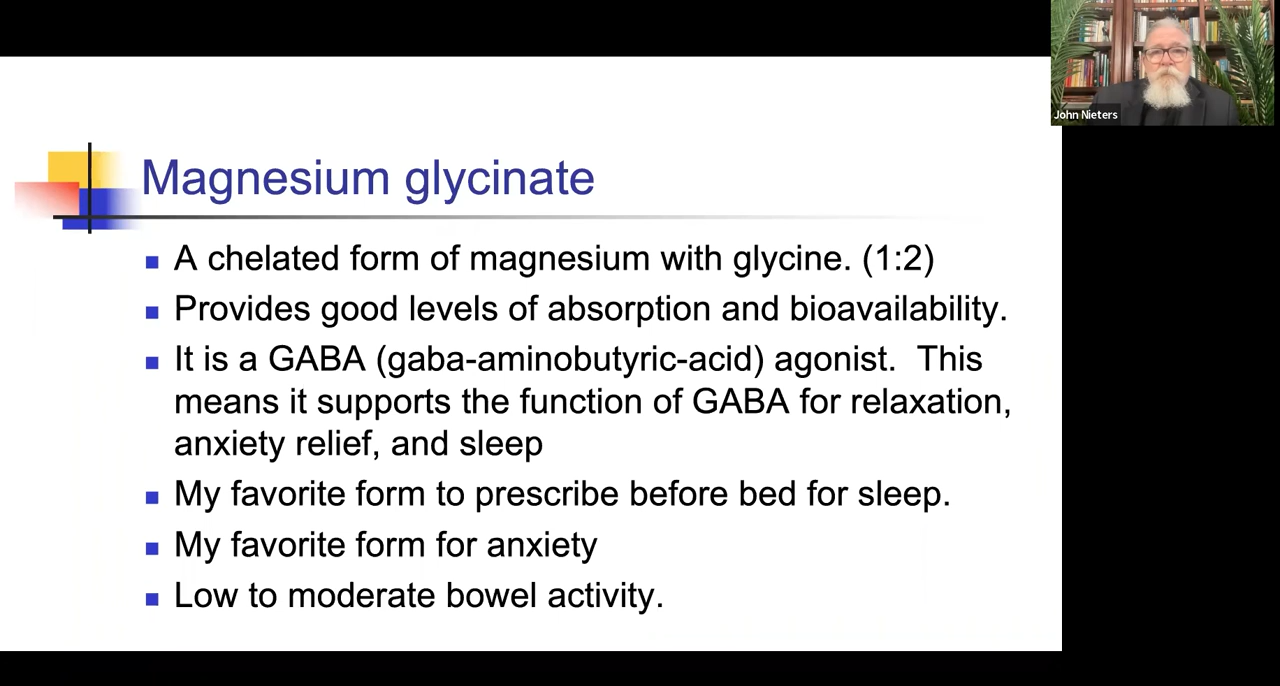 John Nieters
Magnesium glycinate
A chelated form of magnesium with glycine. (1:2)
Provides good levels of absorption and bioavailability.
It is a GABA (gaba-aminobutyric-acid) agonist.  This
means it supports the function of GABA for relaxation,
anxiety relief, and sleep
My favorite form to prescribe before bed for sleep.
My favorite form for anxiety
Low to moderate bowel activity.